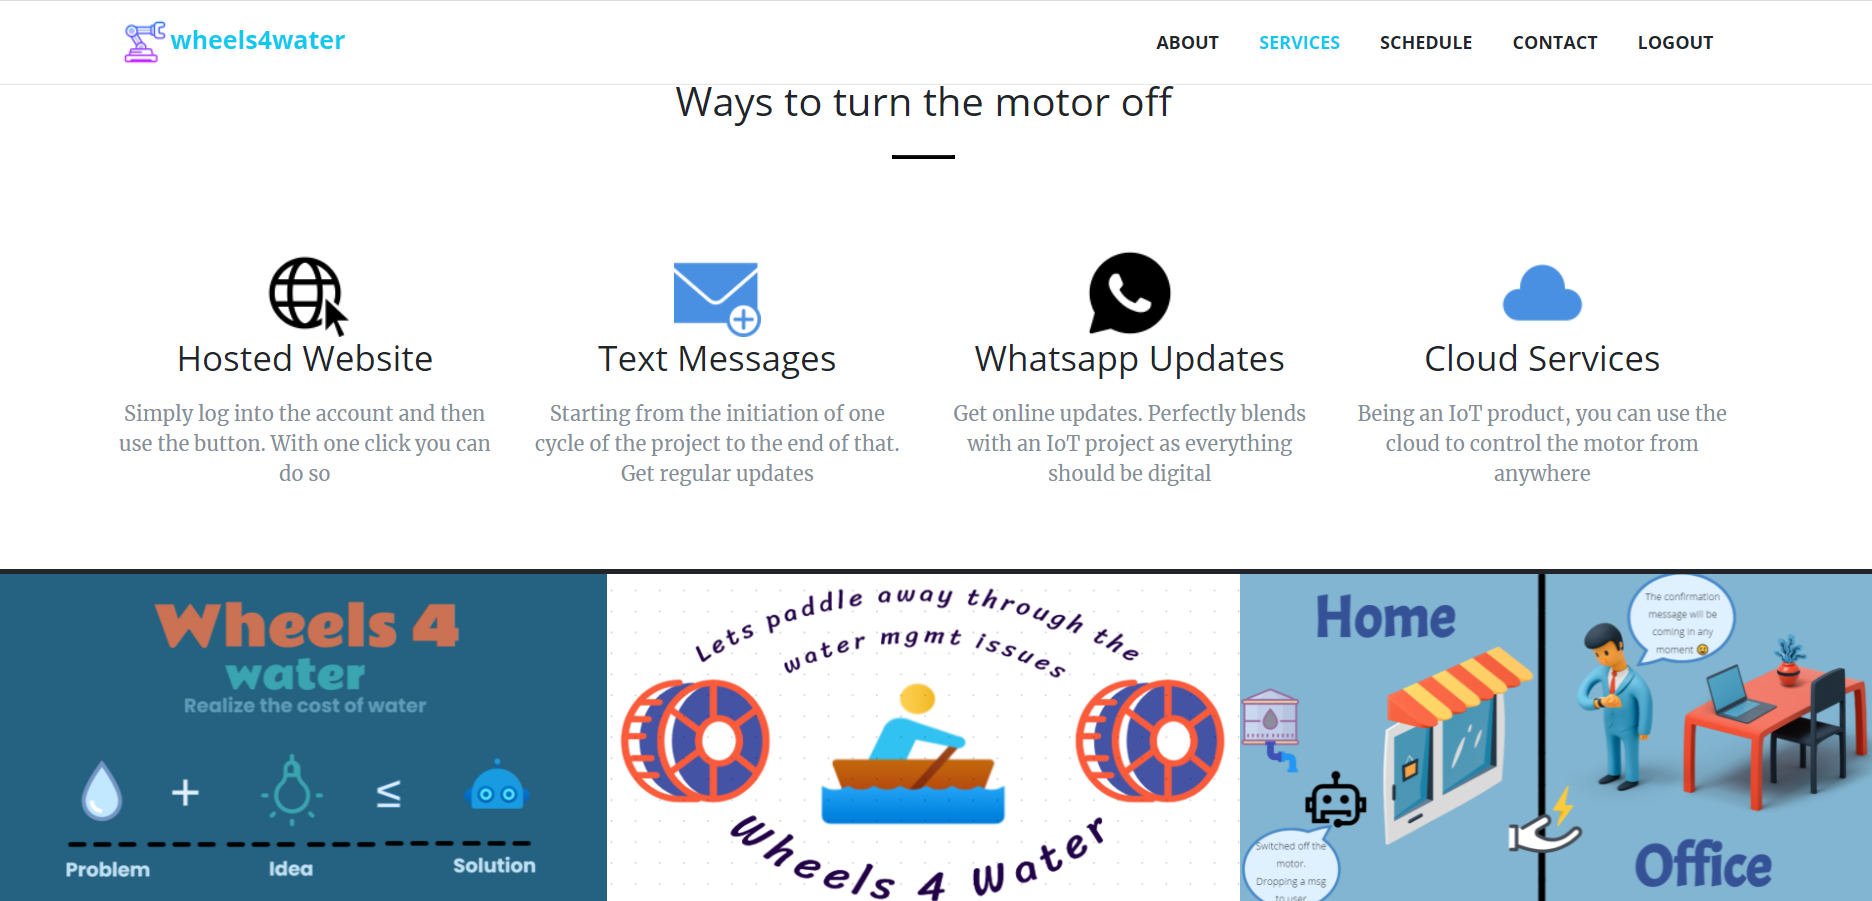 wheels4water
ABOUT
SERVICES
SCHEDULE
CONTACT
LOGOUT
Ways to turn the motor off
Hosted Website
Simply log into the account and then
use the button. With one click you can
do so
Text Messages
Starting from the initiation of one
cycle of the project to the end of that.
Get regular updates
Whatsapp Updates
Get online updates. Perfectly blends
with an IoT project as everything
should be digital
Cloud Services
Being an IoT product, you can use the
cloud to control the motor from
anywhere
Wheels 4
water
Realize the cost of water
+
≤
Problem
Idea
Solution
Lets paddle away through the
water mgmt issues
Wheels 4 Water
Home
The confirmation
message will be
coming in any
moment 😉
Switched off the
motor.
Dropping a msg
to user
Office